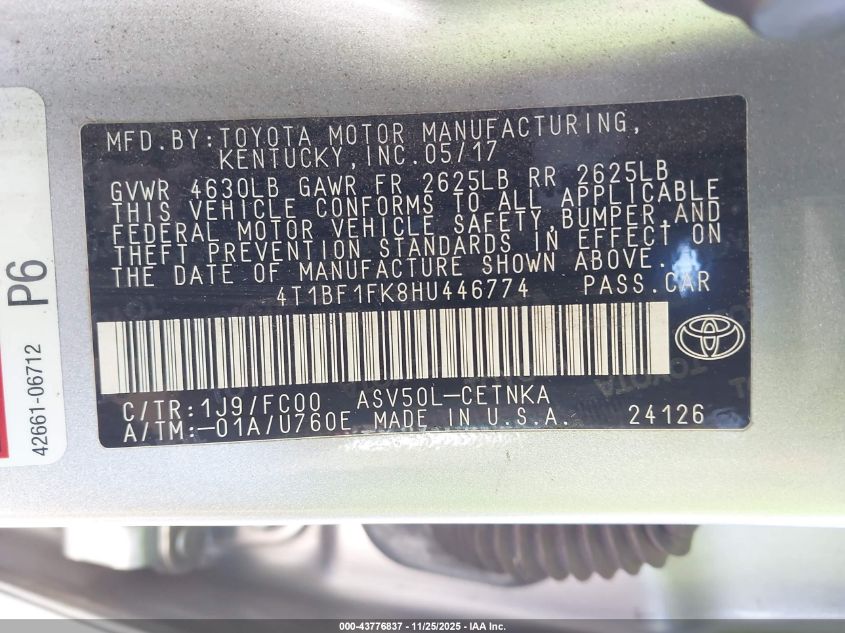 MFD. BY: TOYOTA MOTOR MANUFACTURING,
KENTUCKY, INC. 05/17
GVWR 4630LB GAWR FR 2625LB RR 2625LB
THIS VEHICLE CONFORMS TO ALL APPLICABLE
FEDERAL MOTOR VEHICLE SAFETY, BUMPER, AND
THEFT PREVENTION STANDARDS IN EFFECT ON
THE DATE OF MANUFACTURE SHOWN ABOVE.
4T1BF1FK8HU446774 PASS. CAR
C/TR: 1J9/FC00 ASV50L-CETNKA
A/TM: -01A/U760E MADE IN U.S.A. 24126
P6
42661-06712
TOYOTA
000-43776837 - 11/25/2025 - IAA Inc.